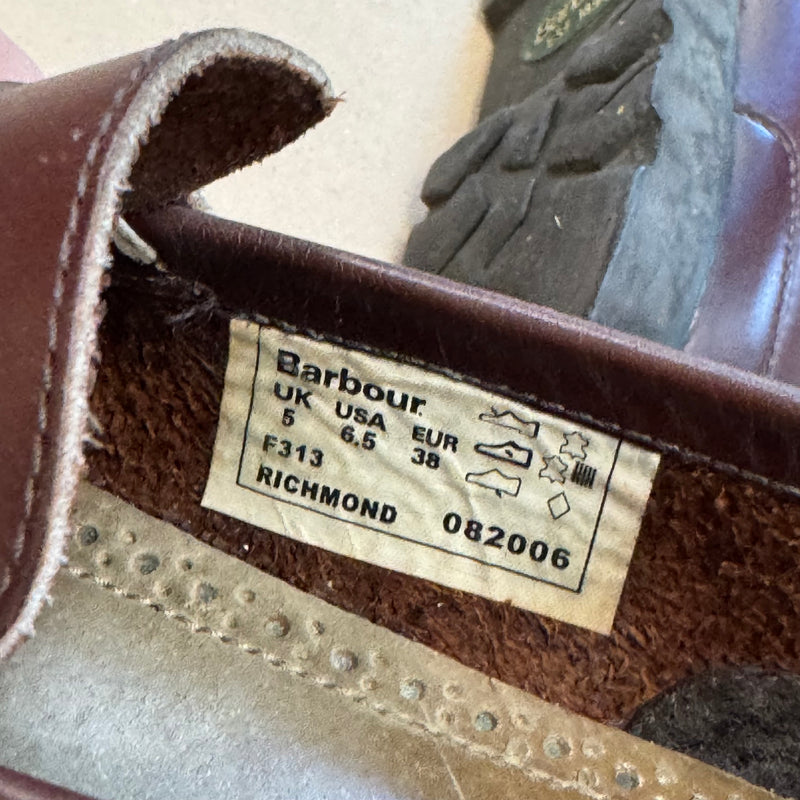 Barbour
UK USA EUR
5 6.5 38
F313
RICHMOND 082006